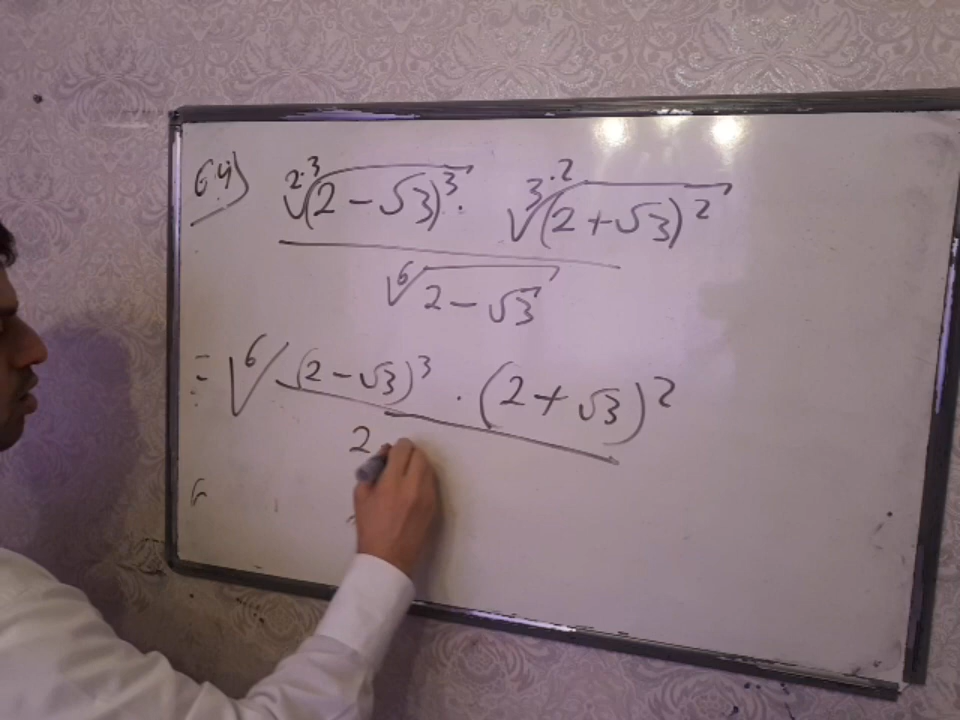 64) ²·³√(2-√3)³ · ³·²√(2+√3)²
⁶√2-√3
= ⁶√(2-√3)³ · (2+√3)²
2